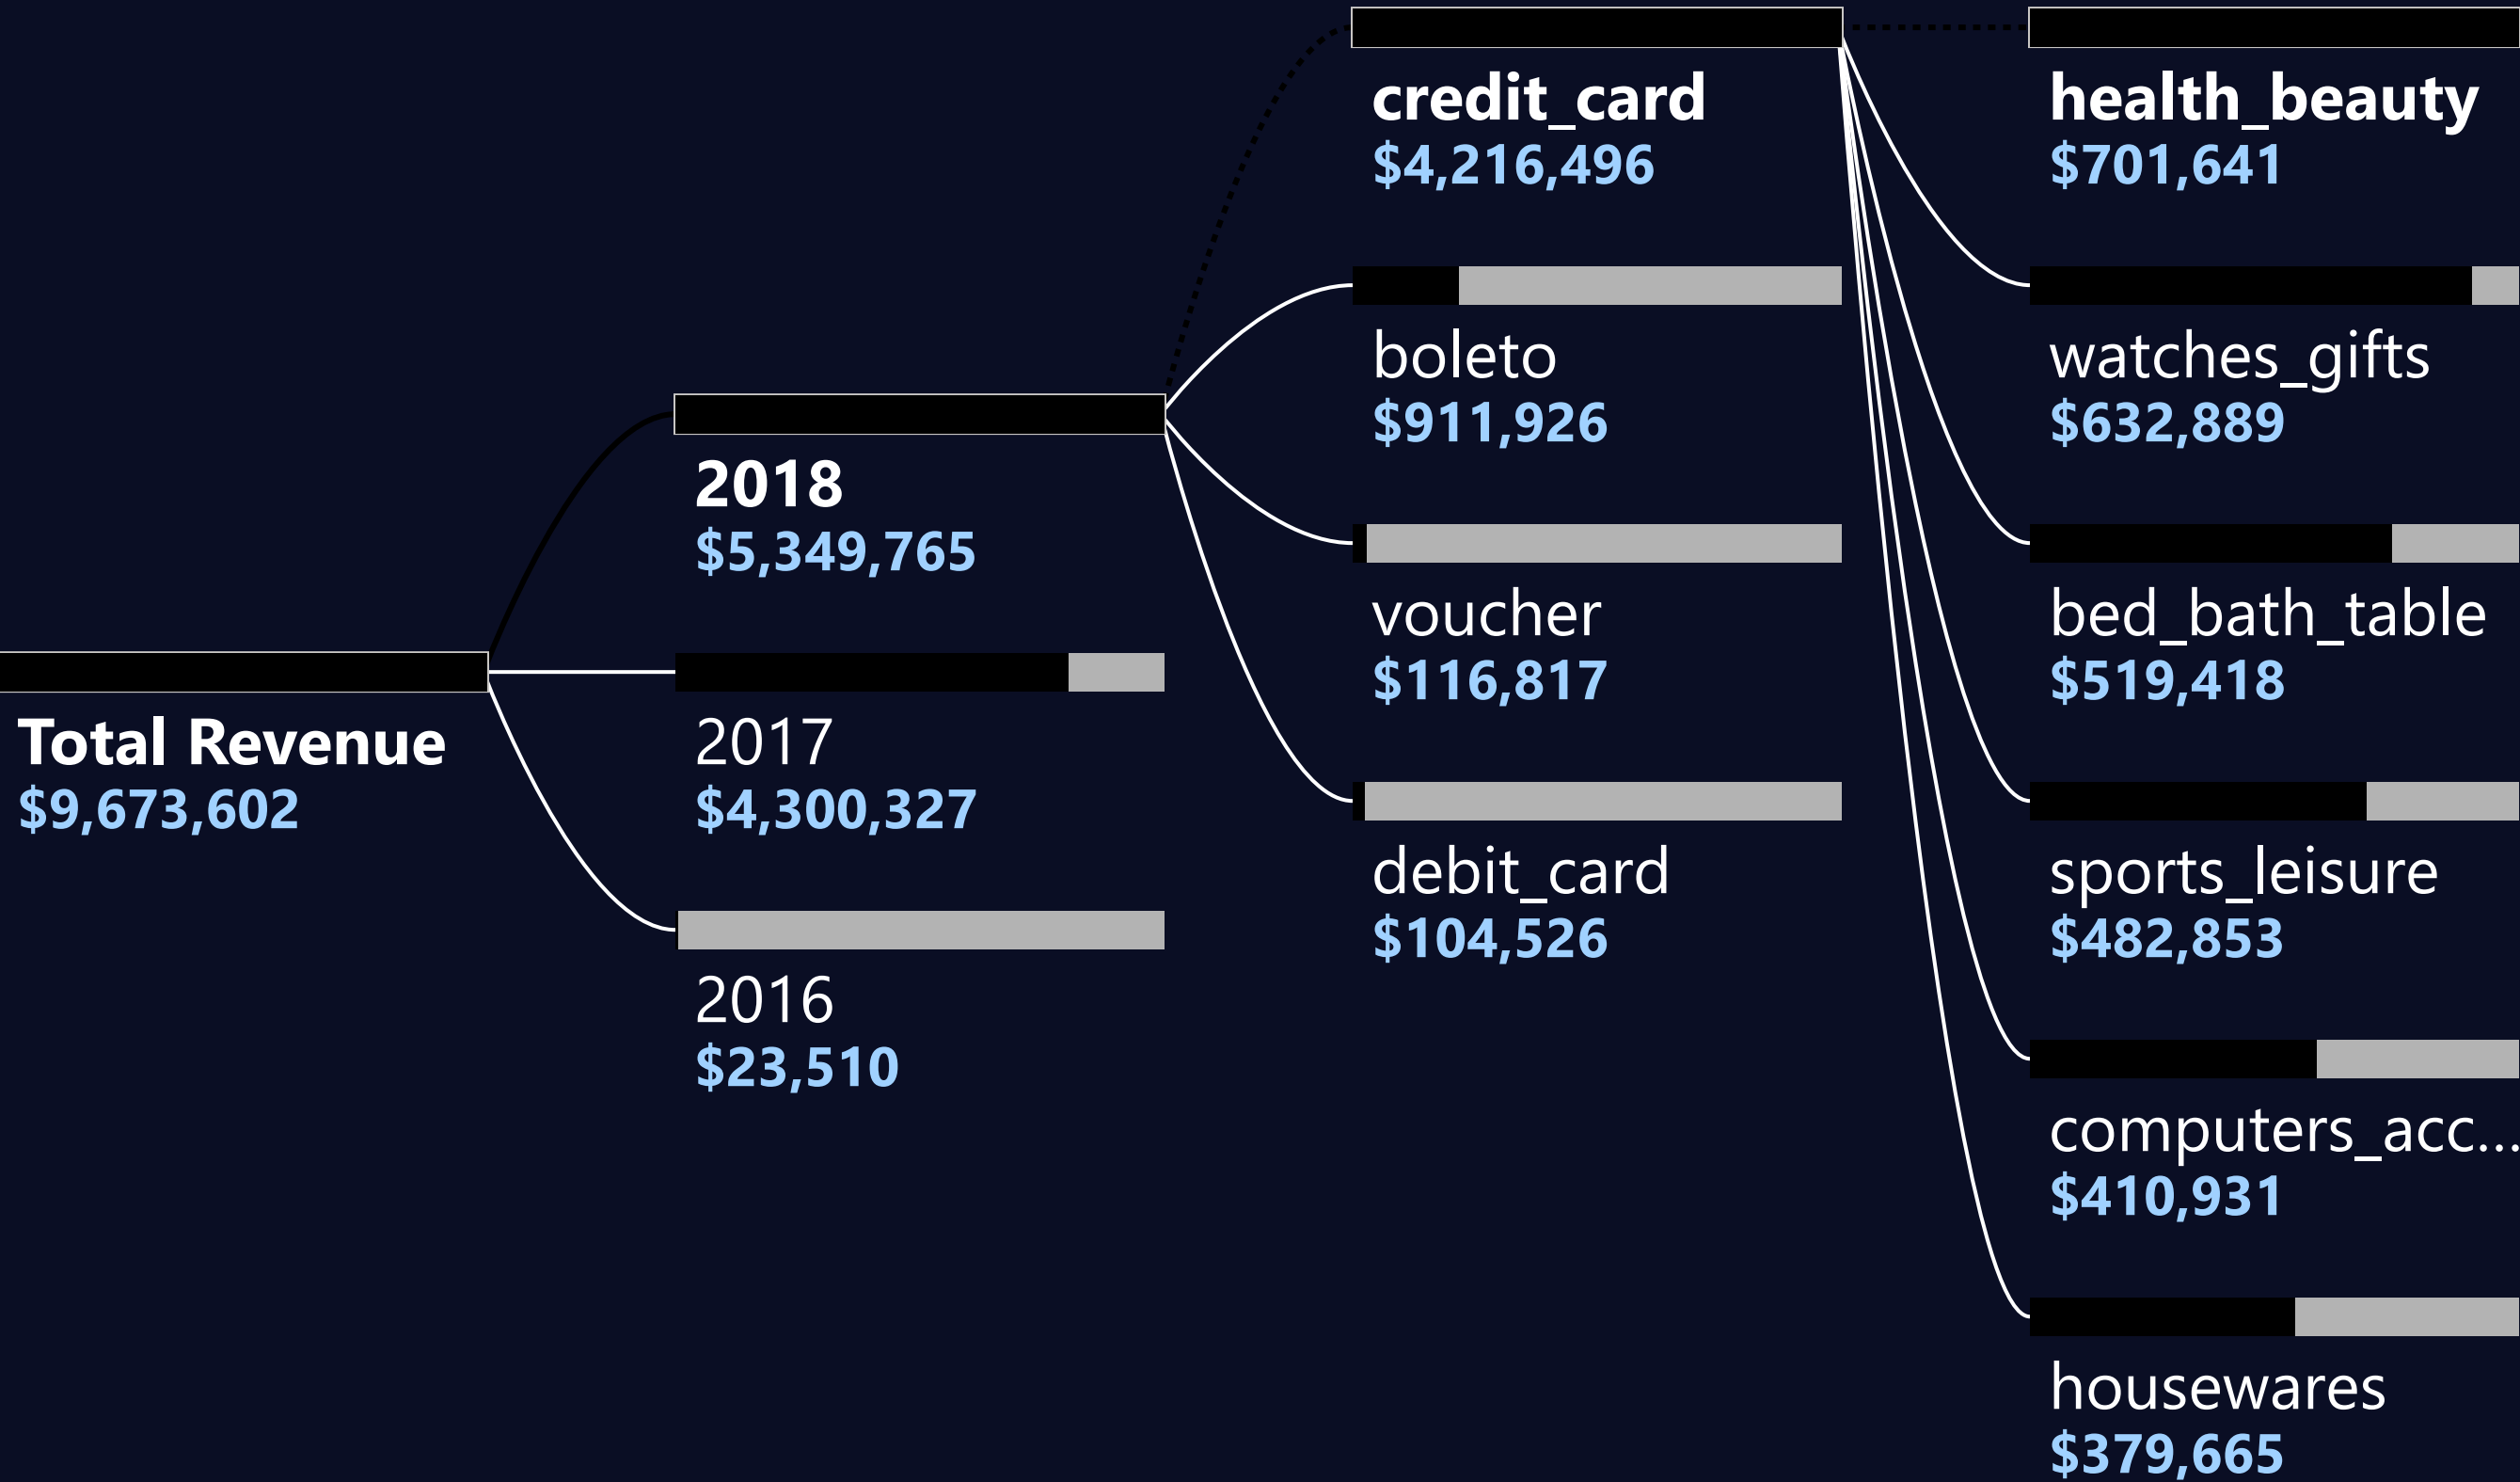 Total Revenue
$9,673,602
2018
$5,349,765
2017
$4,300,327
2016
$23,510
credit_card
$4,216,496
boleto
$911,926
voucher
$116,817
debit_card
$104,526
health_beauty
$701,641
watches_gifts
$632,889
bed_bath_table
$519,418
sports_leisure
$482,853
computers_acc...
$410,931
housewares
$379,665